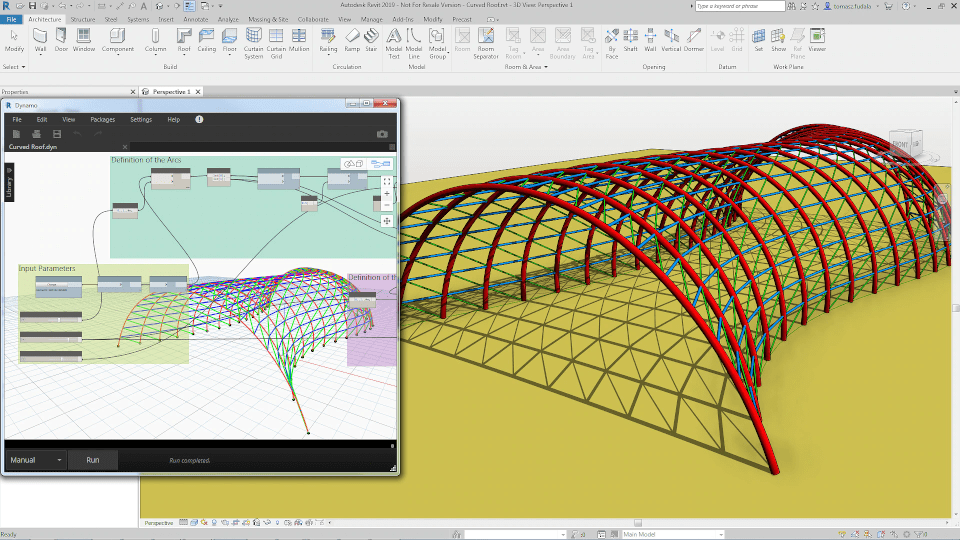 Autodesk Revit 2019 - Not For Resale Version - Curved Roof.rvt - 3D View: Perspective 1
Type a keyword or phrase
tomasz.fudala
File Architecture Structure Steel Systems Insert Annotate Analyze Massing & Site Collaborate View Manage Add-Ins Modify Precast
Modify Wall Door Window Component Column Roof Ceiling Floor Curtain System Curtain Grid Mullion Railing Ramp Stair Model Text Model Line Model Group Room Room Separator Tag Room Area Area Boundary Tag Area By Face Shaft Wall Vertical Dormer Level Grid Set Show Ref Plane Viewer
Select Build Circulation Model Room & Area Opening Datum Work Plane
Properties
Perspective 1
Dynamo
File Edit View Packages Settings Help
Curved Roof.dyn
Library
Definition of the Arcs
Input Parameters
Definition of th
FRONT
Manual Run Run completed.
Perspective
Ready
Main Model